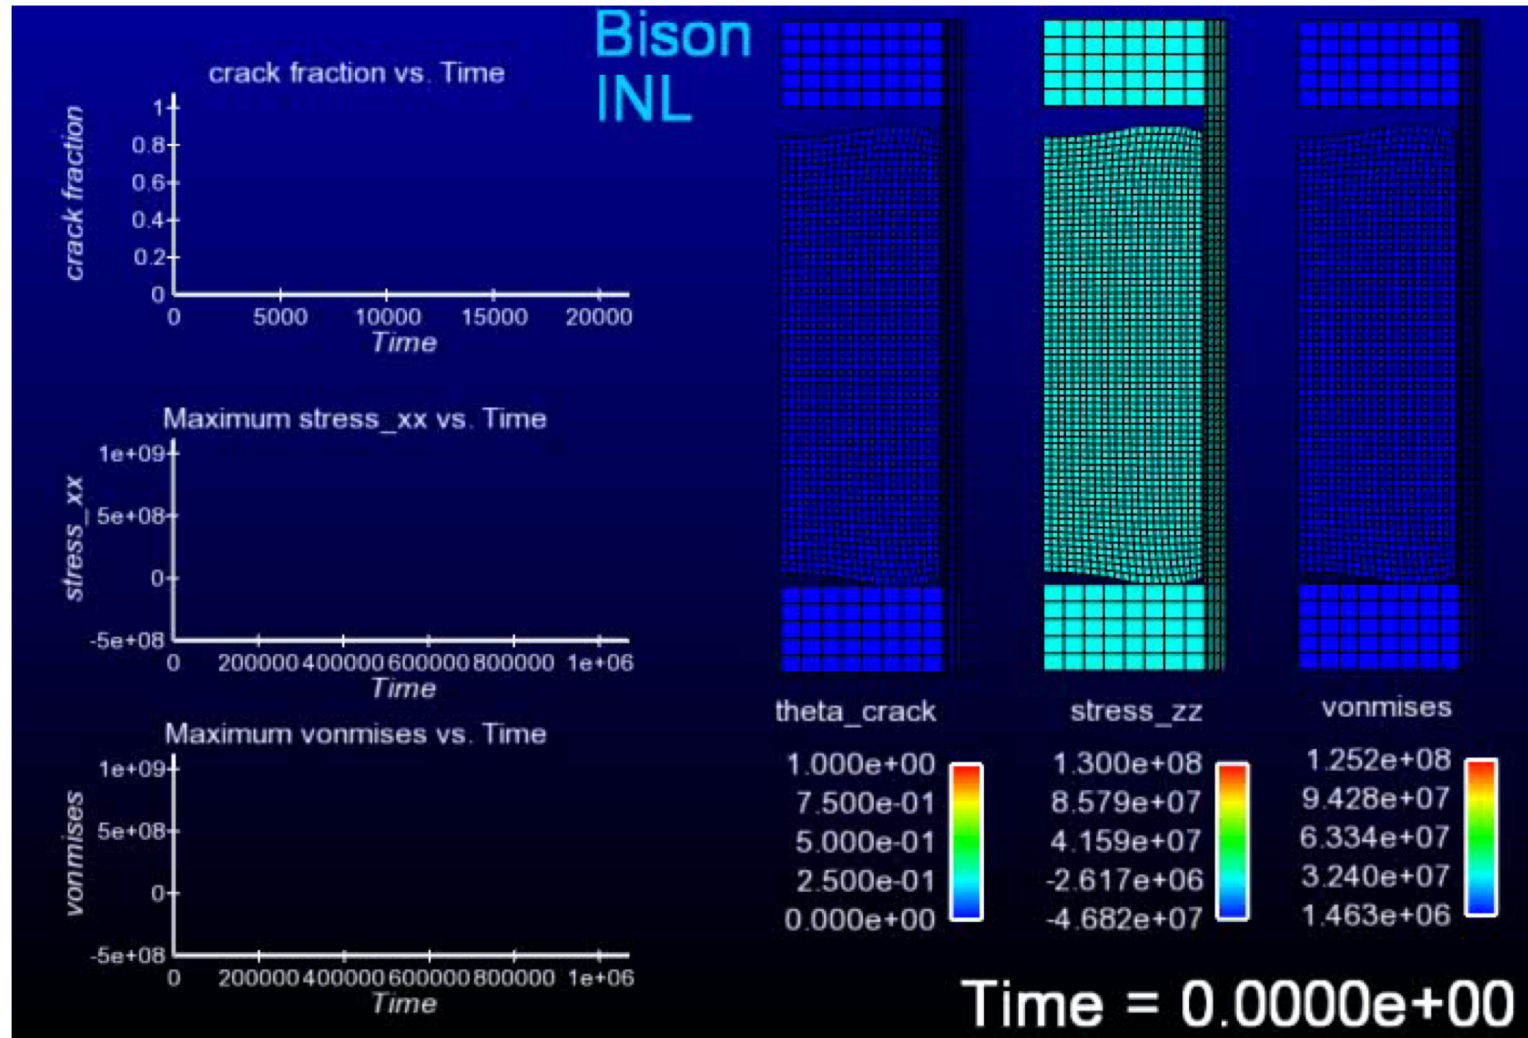 Bison
INL
crack fraction vs. Time
crack fraction
1
0.8
0.6
0.4
0.2
0
0 5000 10000 15000 20000
Time
Maximum stress_xx vs. Time
stress_xx
1e+09
5e+08
0
-5e+08
0 200000 400000 600000 800000 1e+06
Time
Maximum vonmises vs. Time
vonmises
1e+09
5e+08
0
-5e+08
0 200000 400000 600000 800000 1e+06
Time
theta_crack
1.000e+00
7.500e-01
5.000e-01
2.500e-01
0.000e+00
stress_zz
1.300e+08
8.579e+07
4.159e+07
-2.617e+06
-4.682e+07
vonmises
1.252e+08
9.428e+07
6.334e+07
3.240e+07
1.463e+06
Time = 0.0000e+00